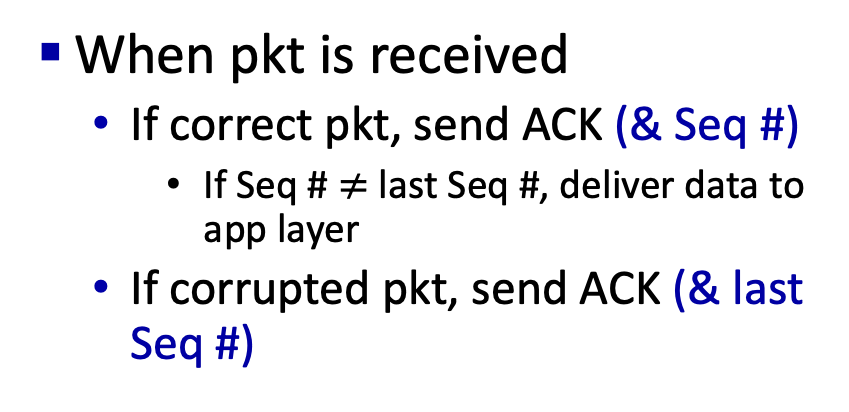 ▪ When pkt is received
• If correct pkt, send ACK (& Seq #)
• If Seq # ≠ last Seq #, deliver data to
app layer
• If corrupted pkt, send ACK (& last
Seq #)